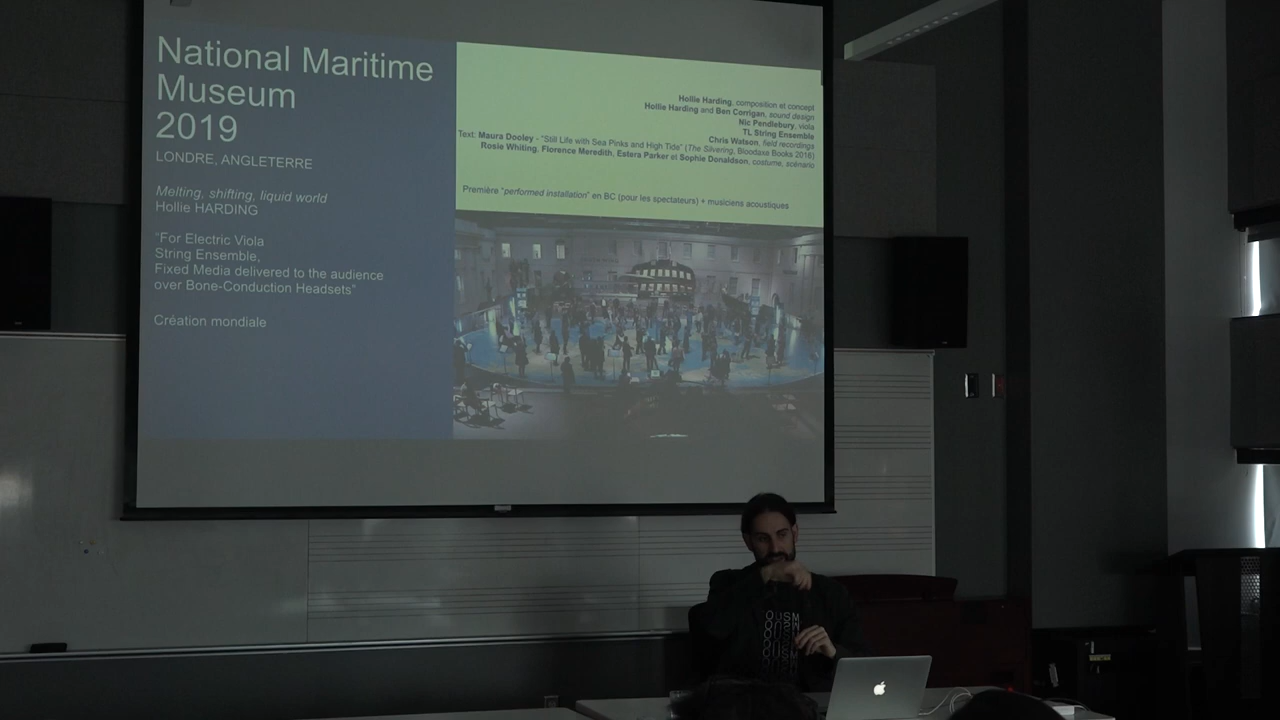 National Maritime
Museum
2019
LONDRE, ANGLETERRE
Melting, shifting, liquid world
Hollie HARDING
"For Electric Viola
String Ensemble,
Fixed Media delivered to the audience
over Bone-Conduction Headsets"
Création mondiale
Hollie Harding, composition et concept
Hollie Harding and Ben Corrigan, sound design
Nic Pendlebury, viola
TL String Ensemble
Chris Watson, field recordings
Text: Maura Dooley - "Still Life with Sea Pinks and High Tide" (The Silvering, Bloodaxe Books 2016)
Rosie Whiting, Florence Meredith, Estera Parker et Sophie Donaldson, costume, scénario
Première "performed installation" en BC (pour les spectateurs) + musiciens acoustiques